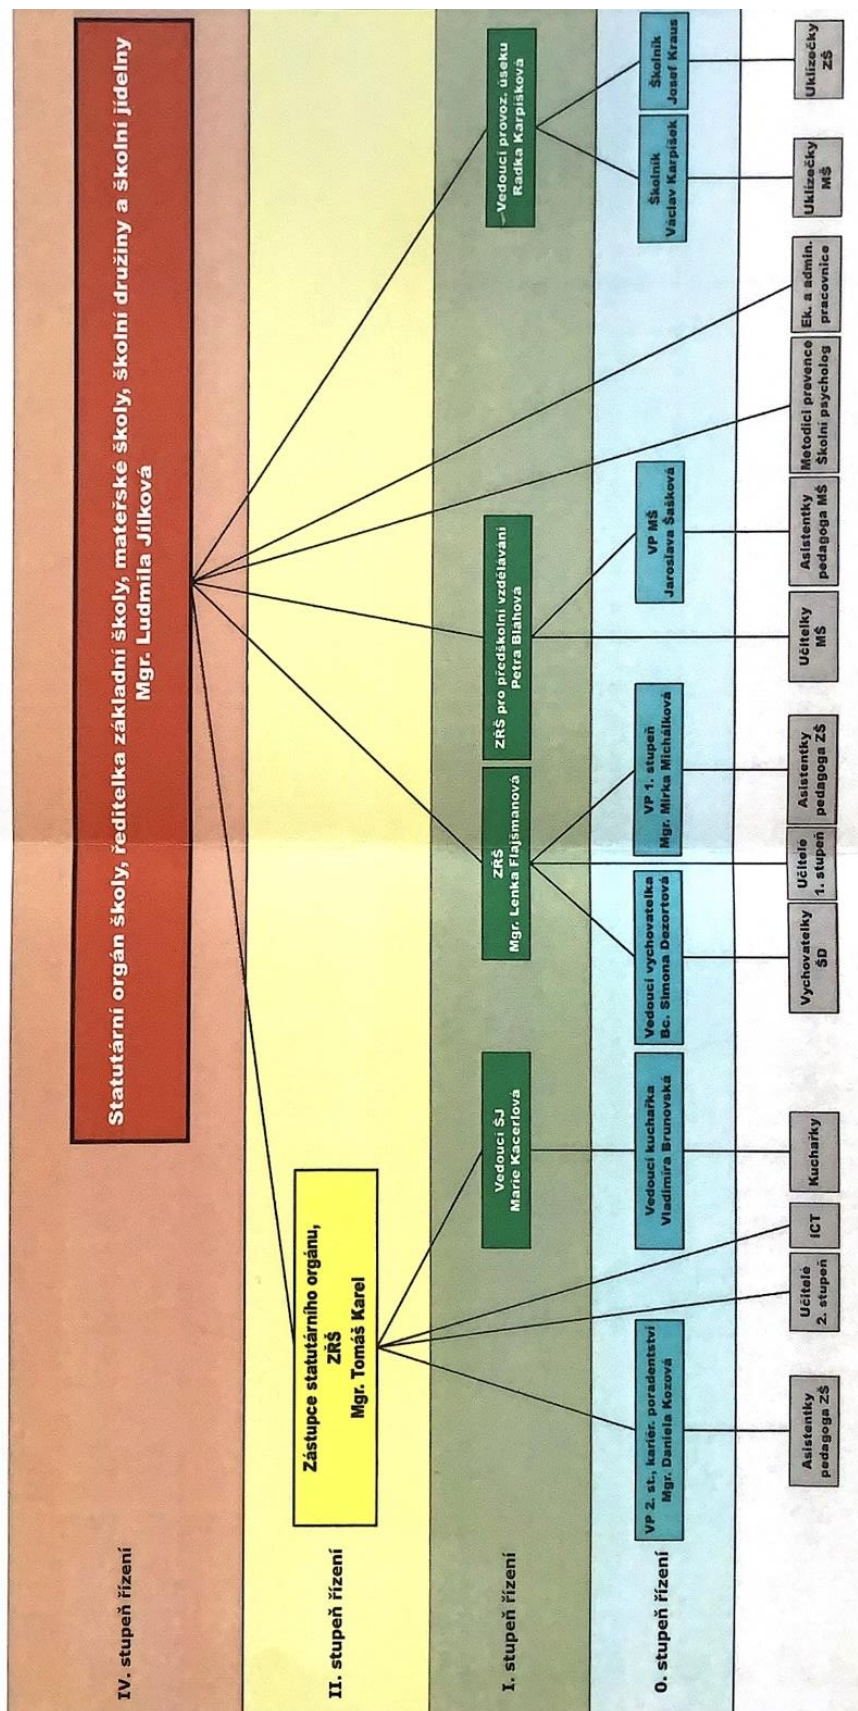 IV. stupeň řízení
Statutární orgán školy, ředitelka základní školy, mateřské školy, školní družiny a školní jídelny
Mgr. Ludmila Jílková
II. stupeň řízení
Zástupce statutárního orgánu,
ZŘŠ
Mgr. Tomáš Karel
I. stupeň řízení
Vedoucí ŠJ
Marie Kacerlová
ZŘŠ
Mgr. Lenka Flajšmanová
ZŘŠ pro předškolní vzdělávání
Petra Bláhová
Vedoucí provoz. úseku
Radka Karpíšková
0. stupeň řízení
VP 2. st., kariér. poradentství
Mgr. Daniela Kozová
Vedoucí kuchařka
Vladimíra Brunovská
Vedoucí vychovatelka
Bc. Simona Dezortová
VP 1. stupeň
Mgr. Mirka Michálková
VP MŠ
Jaroslava Šašková
Školník
Václav Karpíšek
Školník
Josef Kraus
Asistentky
pedagoga ZŠ
Učitelé
2. stupeň
ICT
Kuchařky
Vychovatelky
ŠD
Učitelé
1. stupeň
Asistentky
pedagoga ZŠ
Učitelky
MŠ
Asistentky
pedagoga MŠ
Metodici prevence
Školní psycholog
Ek. a admin.
pracovnice
Uklízečky
MŠ
Uklízečky
ZŠ